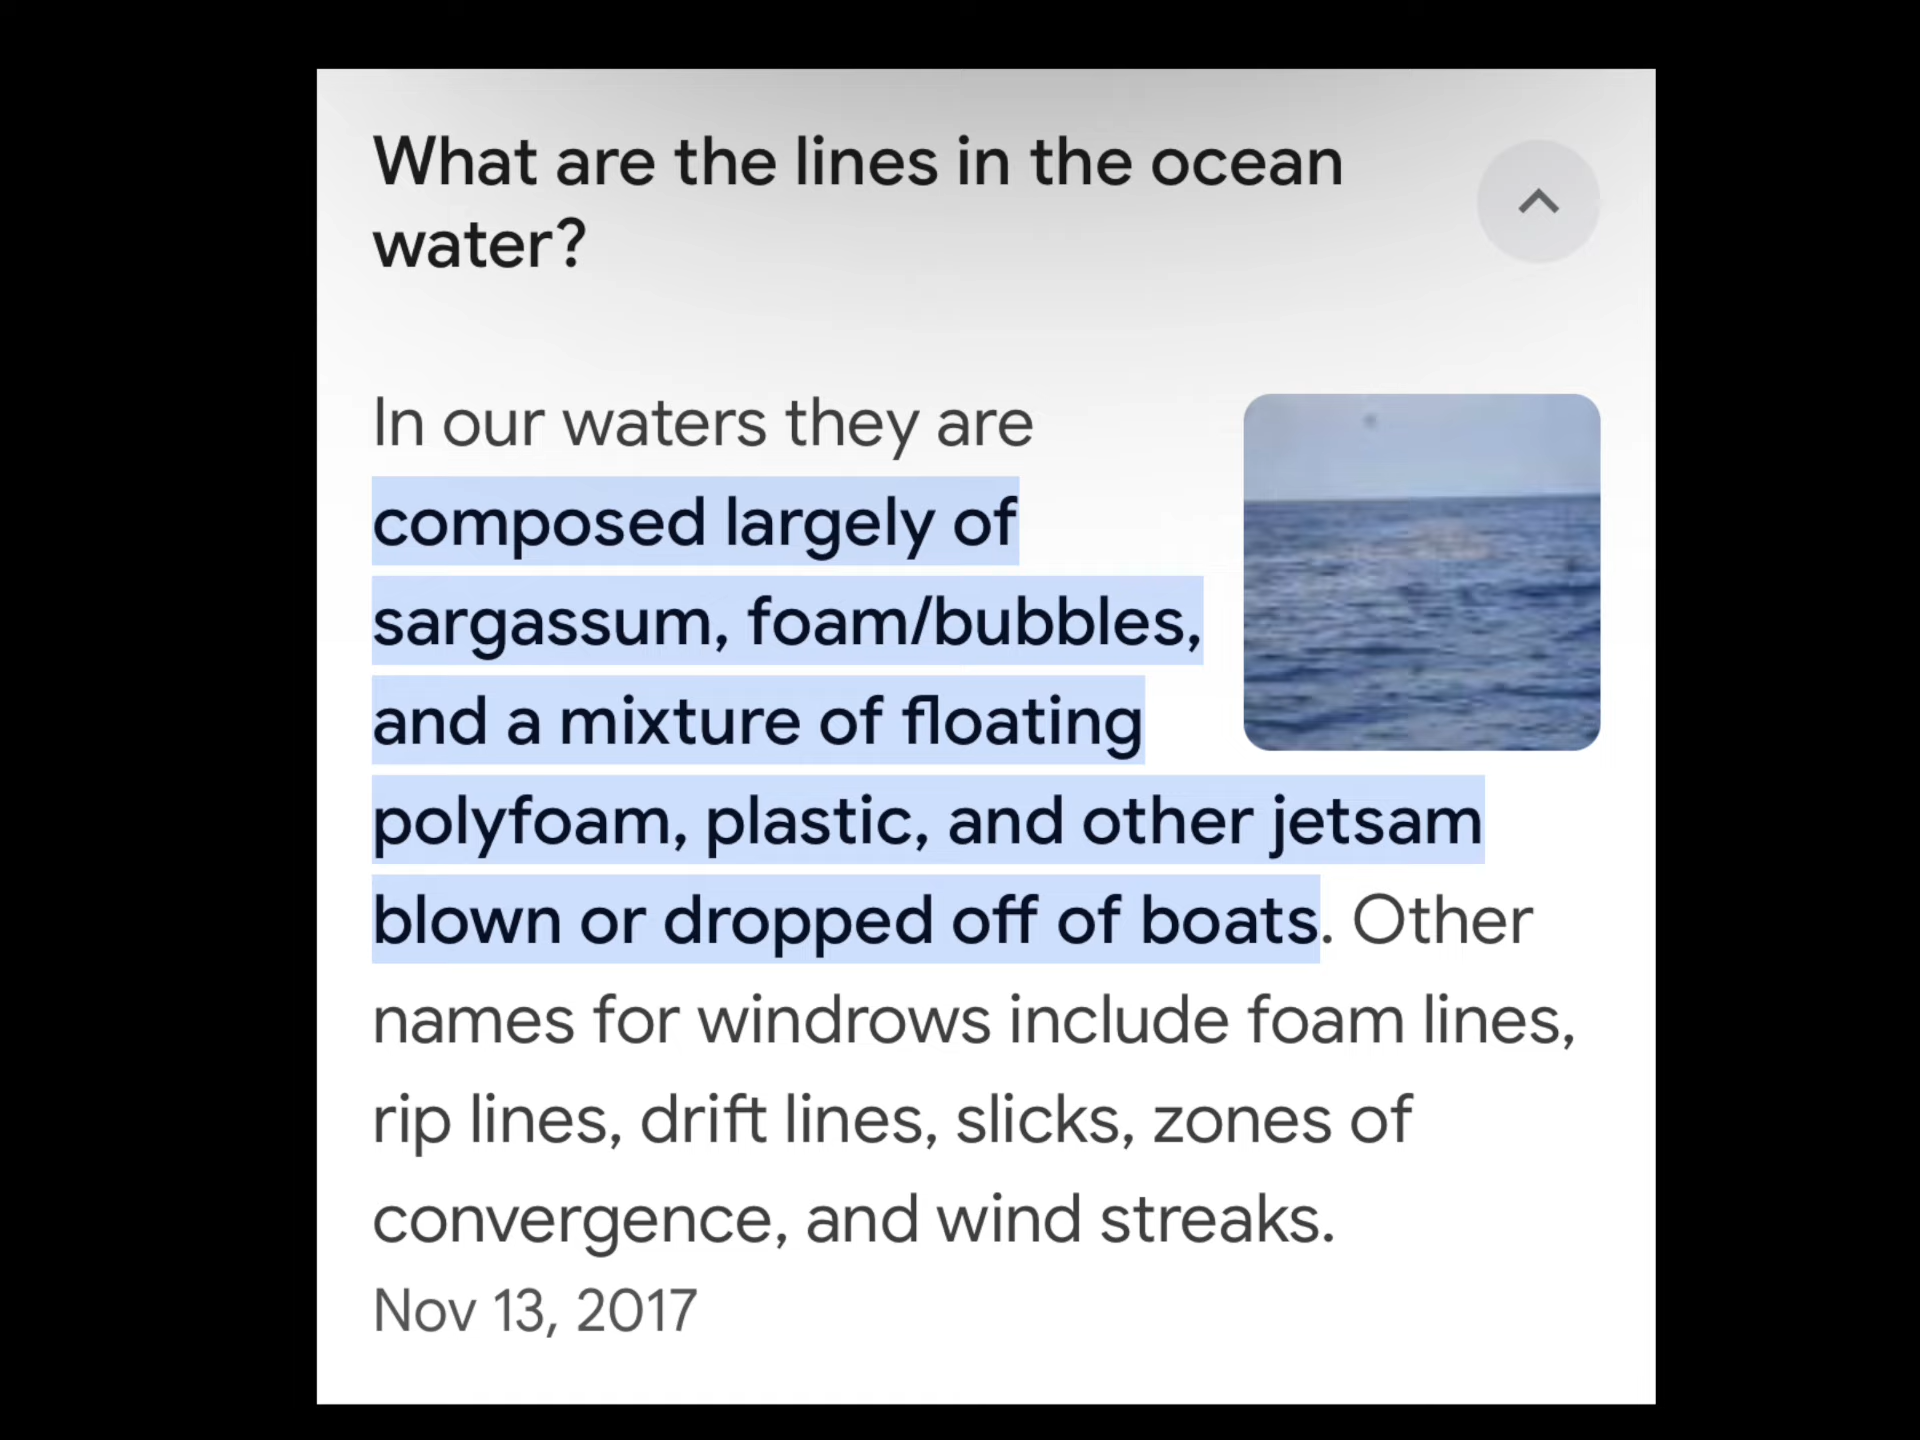 What are the lines in the ocean
water?
In our waters they are
composed largely of
sargassum, foam/bubbles,
and a mixture of floating
polyfoam, plastic, and other jetsam
blown or dropped off of boats. Other
names for windrows include foam lines,
rip lines, drift lines, slicks, zones of
convergence, and wind streaks.
Nov 13, 2017